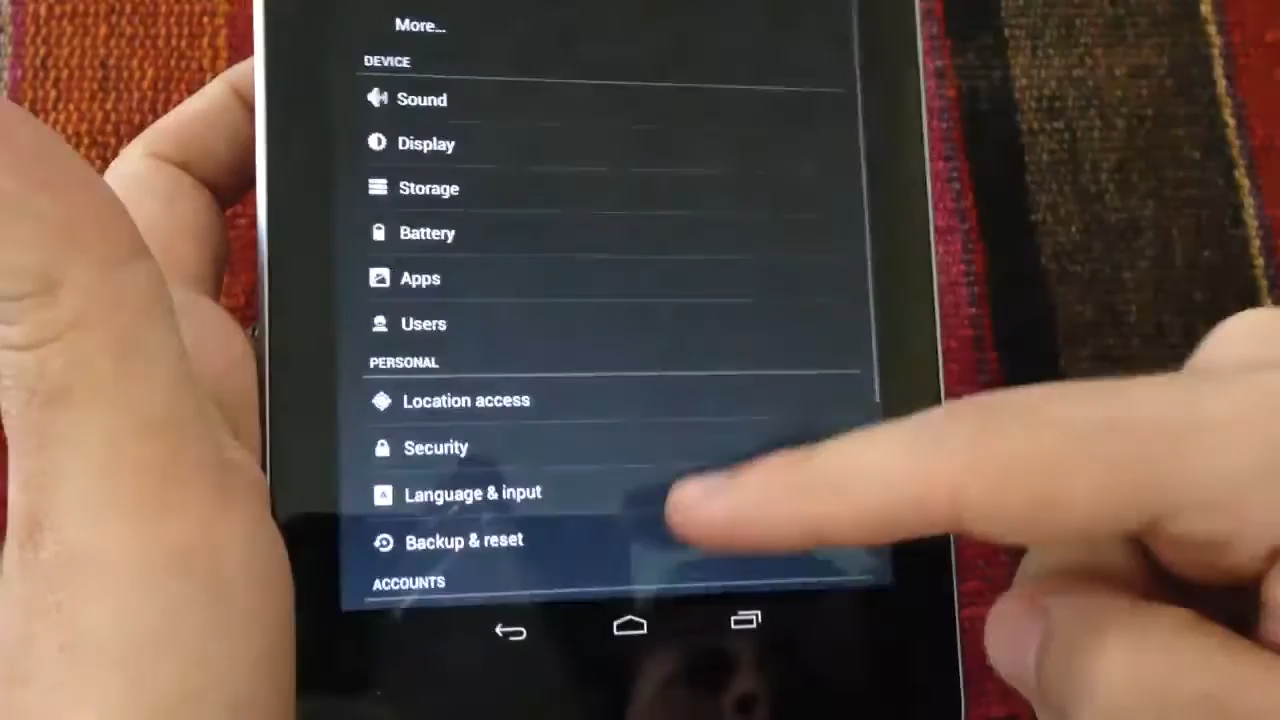 More...
DEVICE
Sound
Display
Storage
Battery
Apps
Users
PERSONAL
Location access
Security
A
Language & input
Backup & reset
ACCOUNTS